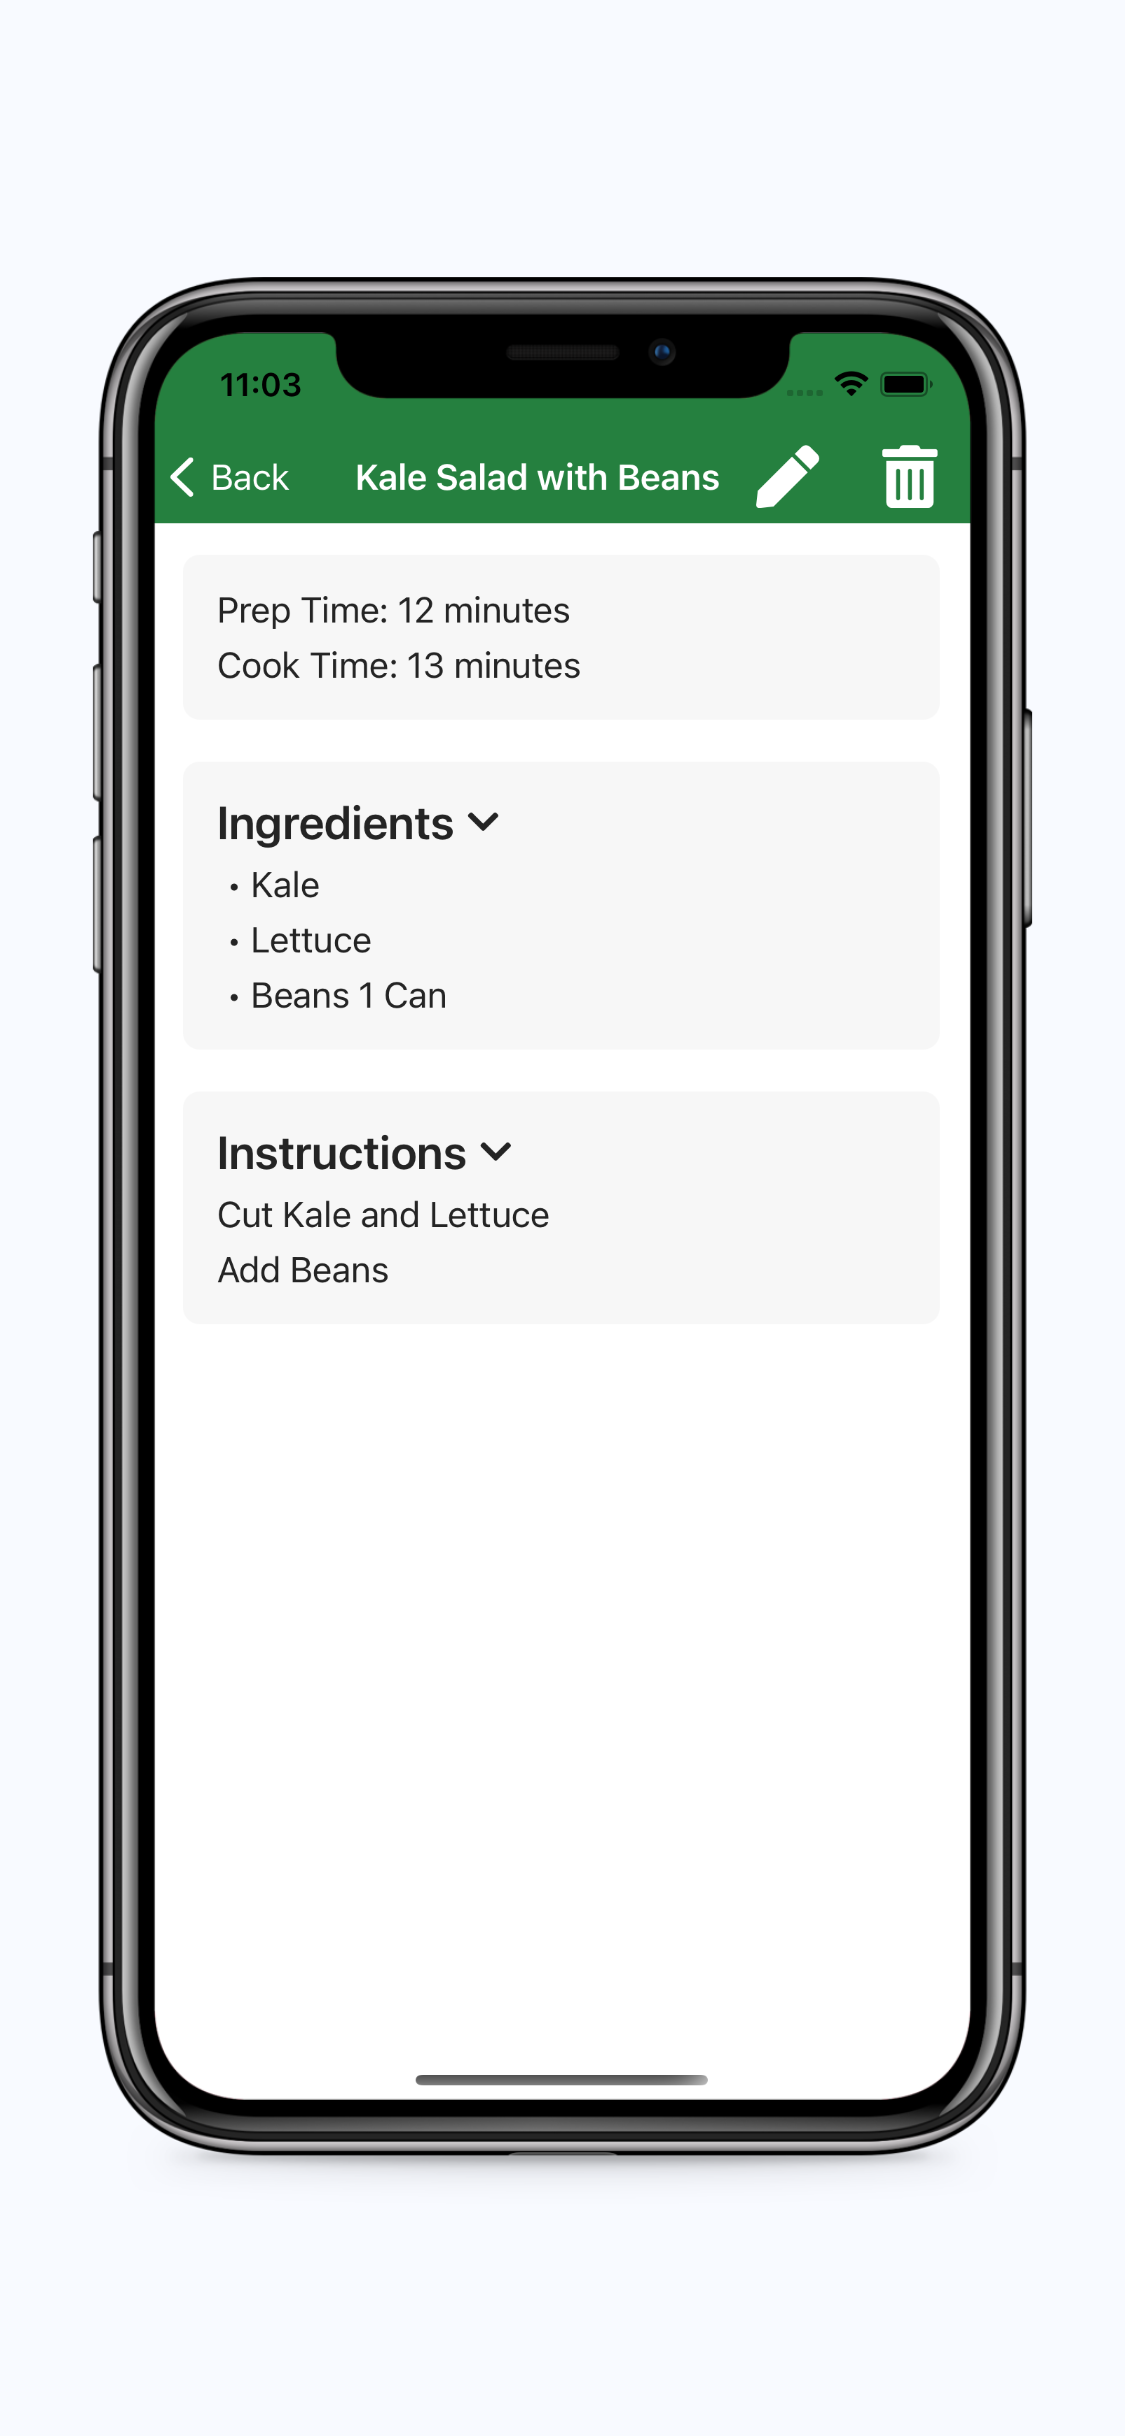 11:03
Back
Kale Salad with Beans
Prep Time: 12 minutes
Cook Time: 13 minutes
Ingredients
• Kale
• Lettuce
• Beans 1 Can
Instructions
Cut Kale and Lettuce
Add Beans